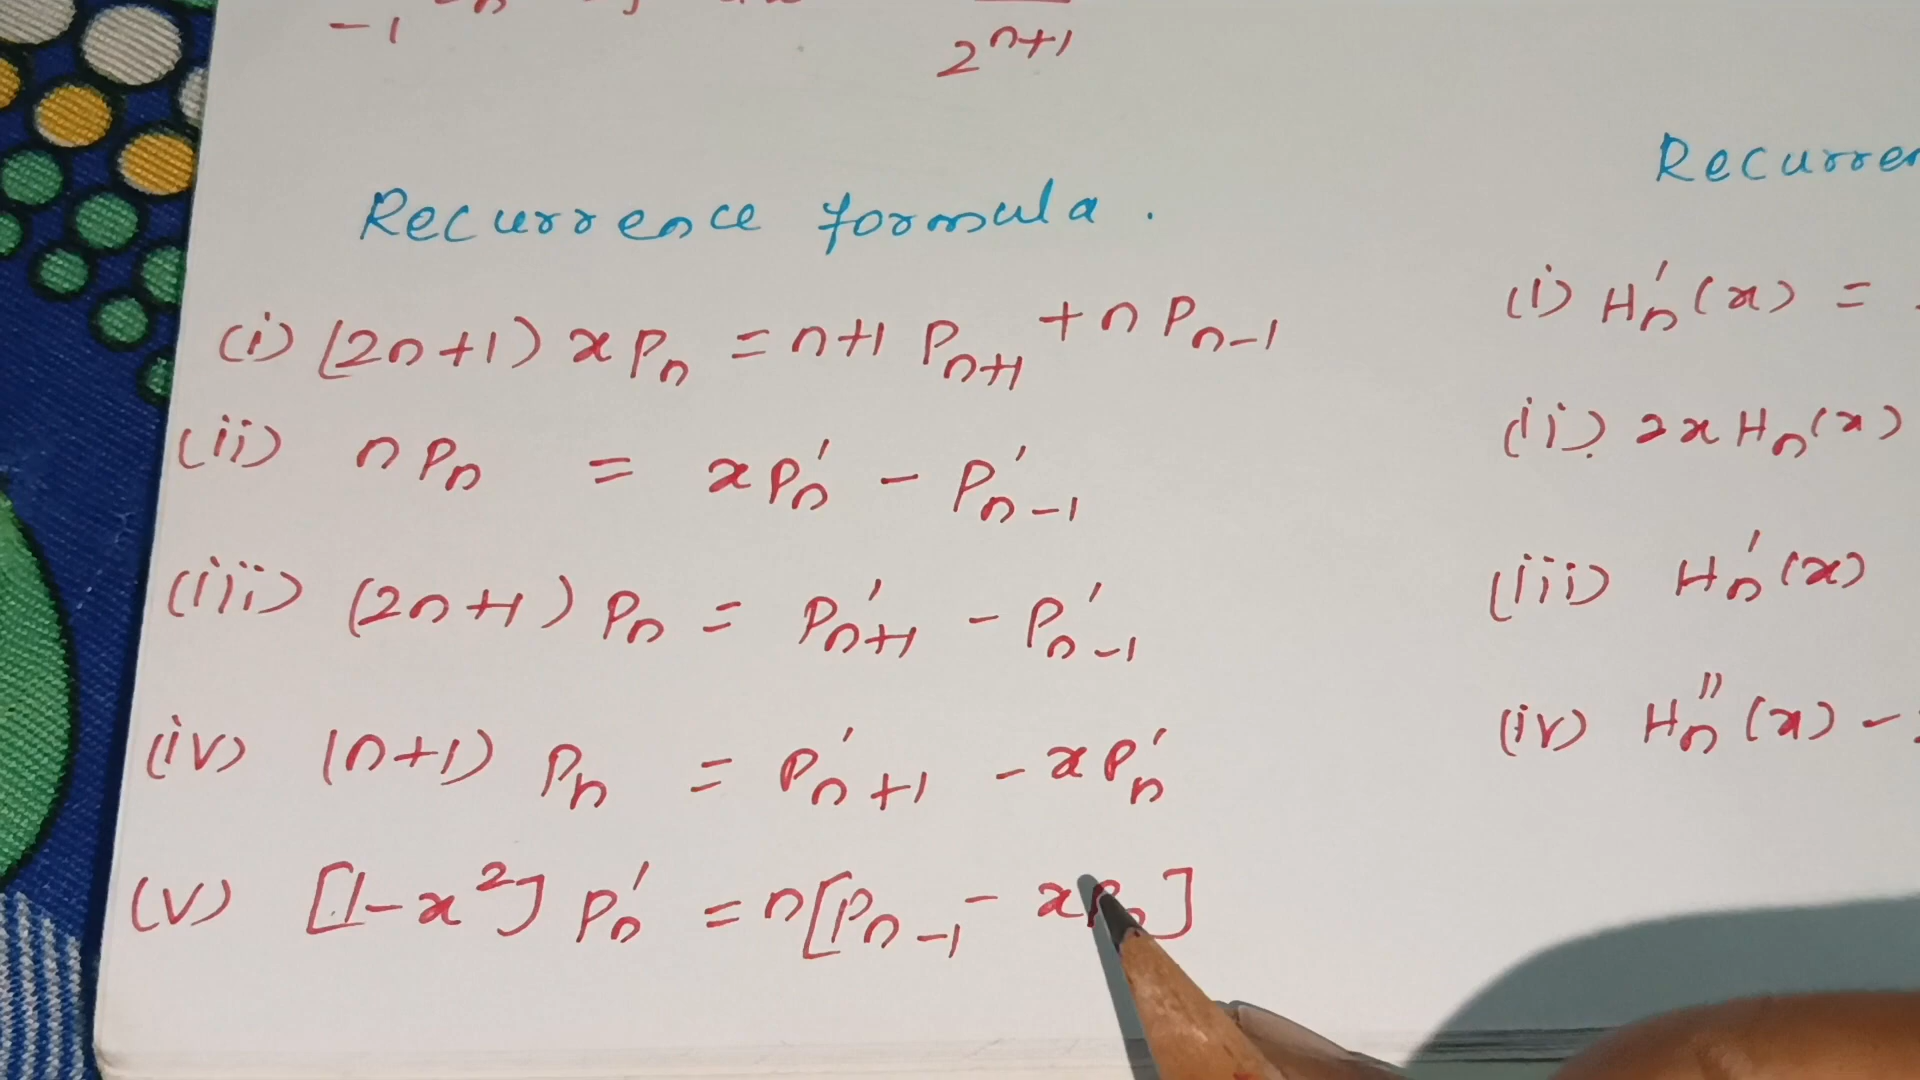 -1
2^{n+1}
Recurrence formula.
(i) (2n+1) x P_n = n+1 P_{n+1} + n P_{n-1}
(ii) n P_n = x P_n' - P_{n-1}'
(iii) (2n+1) P_n = P_{n+1}' - P_{n-1}'
(iv) (n+1) P_n = P_{n+1}' - x P_n'
(v) [1-x^2] P_n' = n[P_{n-1} - x P_n]
(i) H_n'(x) =
(ii) 2x H_n(x)
(iii) H_n'(x)
(iv) H_n''(x) -